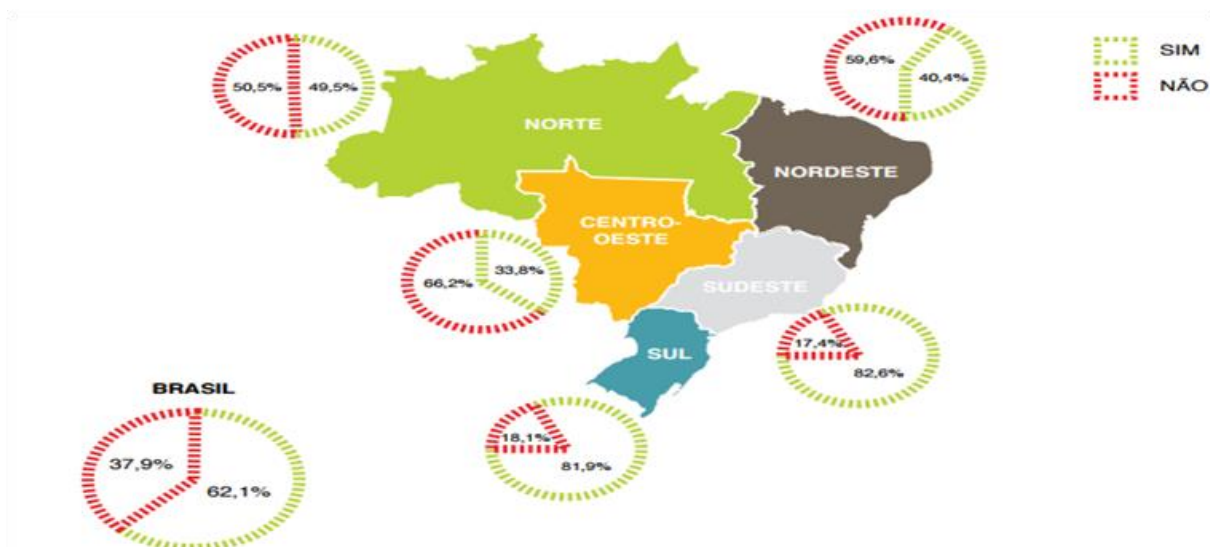 59,6%
40,4%
SIM
NÃO
50,5%
49,5%
NORTE
NORDESTE
CENTRO-
OESTE
33,8%
66,2%
SUDESTE
17,4%
82,6%
SUL
BRASIL
18,1%
81,9%
37,9%
62,1%